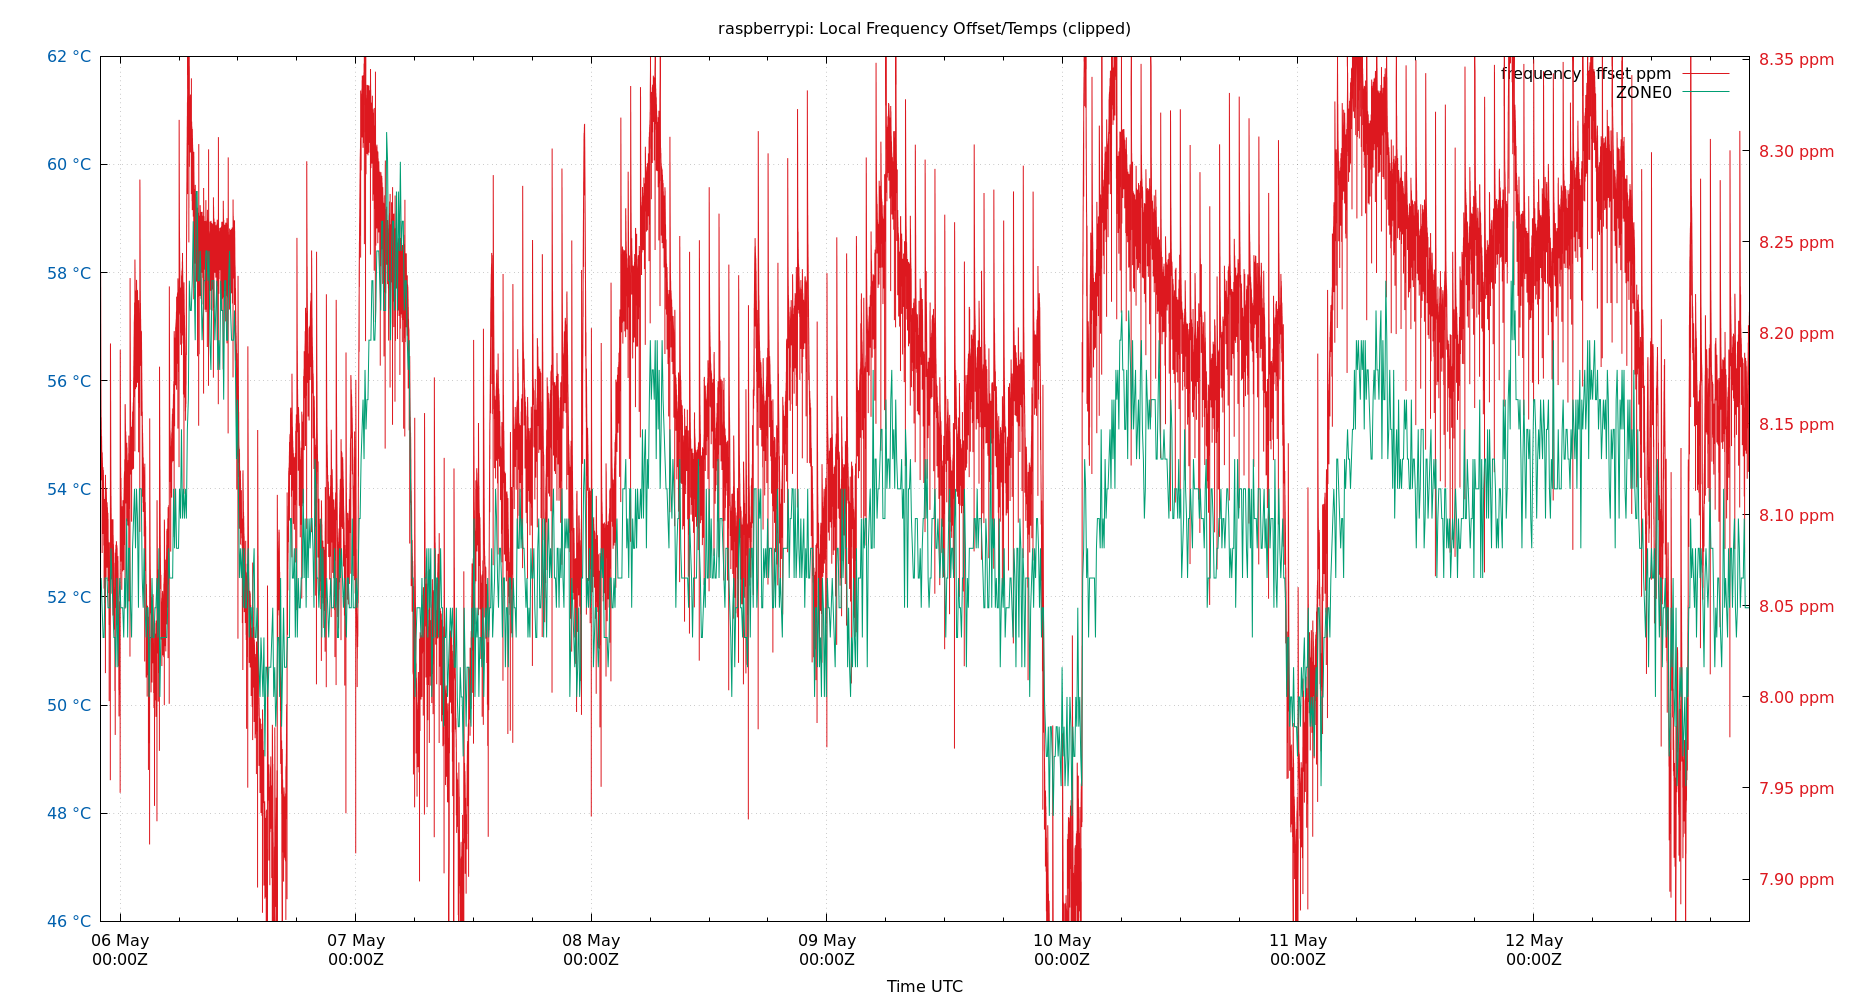 raspberrypi: Local Frequency Offset/Temps (clipped)
62 °C
60 °C
58 °C
56 °C
54 °C
52 °C
50 °C
48 °C
46 °C
8.35 ppm
8.30 ppm
8.25 ppm
8.20 ppm
8.15 ppm
8.10 ppm
8.05 ppm
8.00 ppm
7.95 ppm
7.90 ppm
frequency offset ppm
ZONE0
06 May
00:00Z
07 May
00:00Z
08 May
00:00Z
09 May
00:00Z
10 May
00:00Z
11 May
00:00Z
12 May
00:00Z
Time UTC